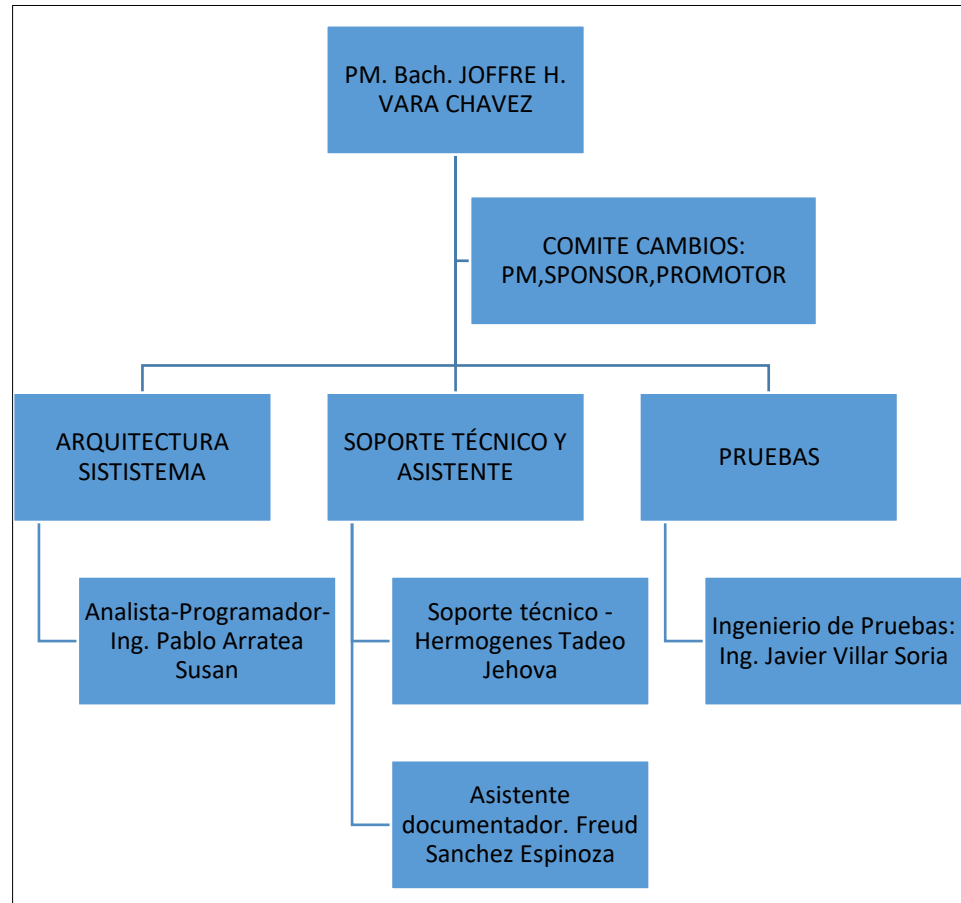 PM. Bach. JOFFRE H.
VARA CHAVEZ
COMITE CAMBIOS:
PM,SPONSOR,PROMOTOR
ARQUITECTURA
SISTISTEMA
SOPORTE TÉCNICO Y
ASISTENTE
PRUEBAS
Analista-Programador-
Ing. Pablo Arratea
Susan
Soporte técnico -
Hermogenes Tadeo
Jehova
Ingenierio de Pruebas:
Ing. Javier Villar Soria
Asistente
documentador. Freud
Sanchez Espinoza